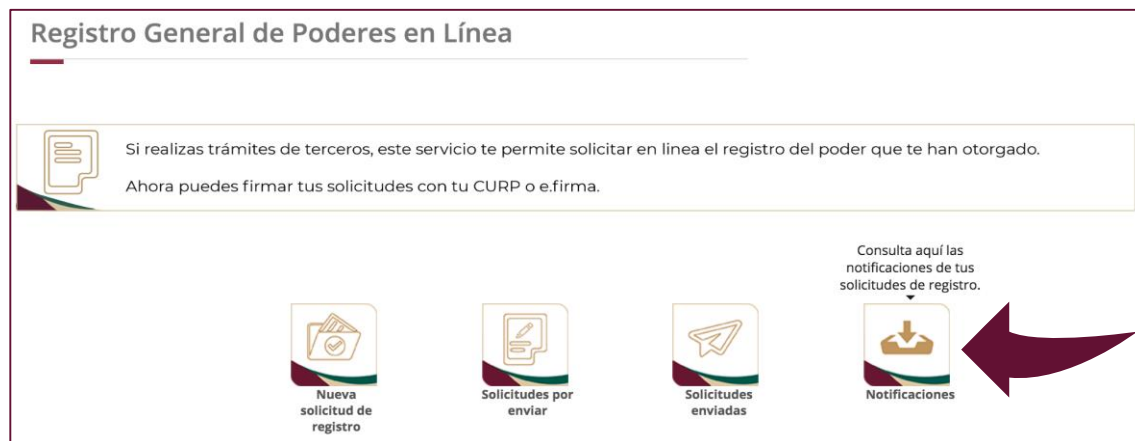 Registro General de Poderes en Línea
Si realizas trámites de terceros, este servicio te permite solicitar en linea el registro del poder que te han otorgado.
Ahora puedes firmar tus solicitudes con tu CURP o e.firma.
Consulta aquí las
notificaciones de tus
solicitudes de registro.
Nueva
solicitud de
registro
Solicitudes por
enviar
Solicitudes
enviadas
Notificaciones